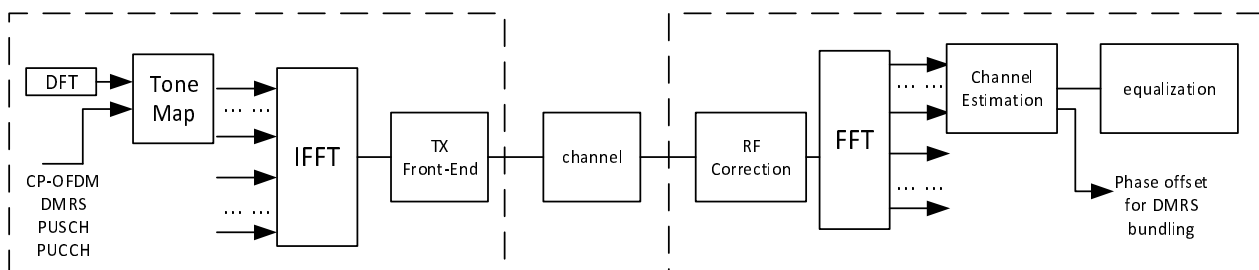 DFT
Tone
Map
CP-OFDM
DMRS
PUSCH
PUCCH
... ...
... ...
IFFT
TX
Front-End
channel
RF
Correction
FFT
... ...
... ...
Channel
Estimation
equalization
Phase offset
for DMRS
bundling